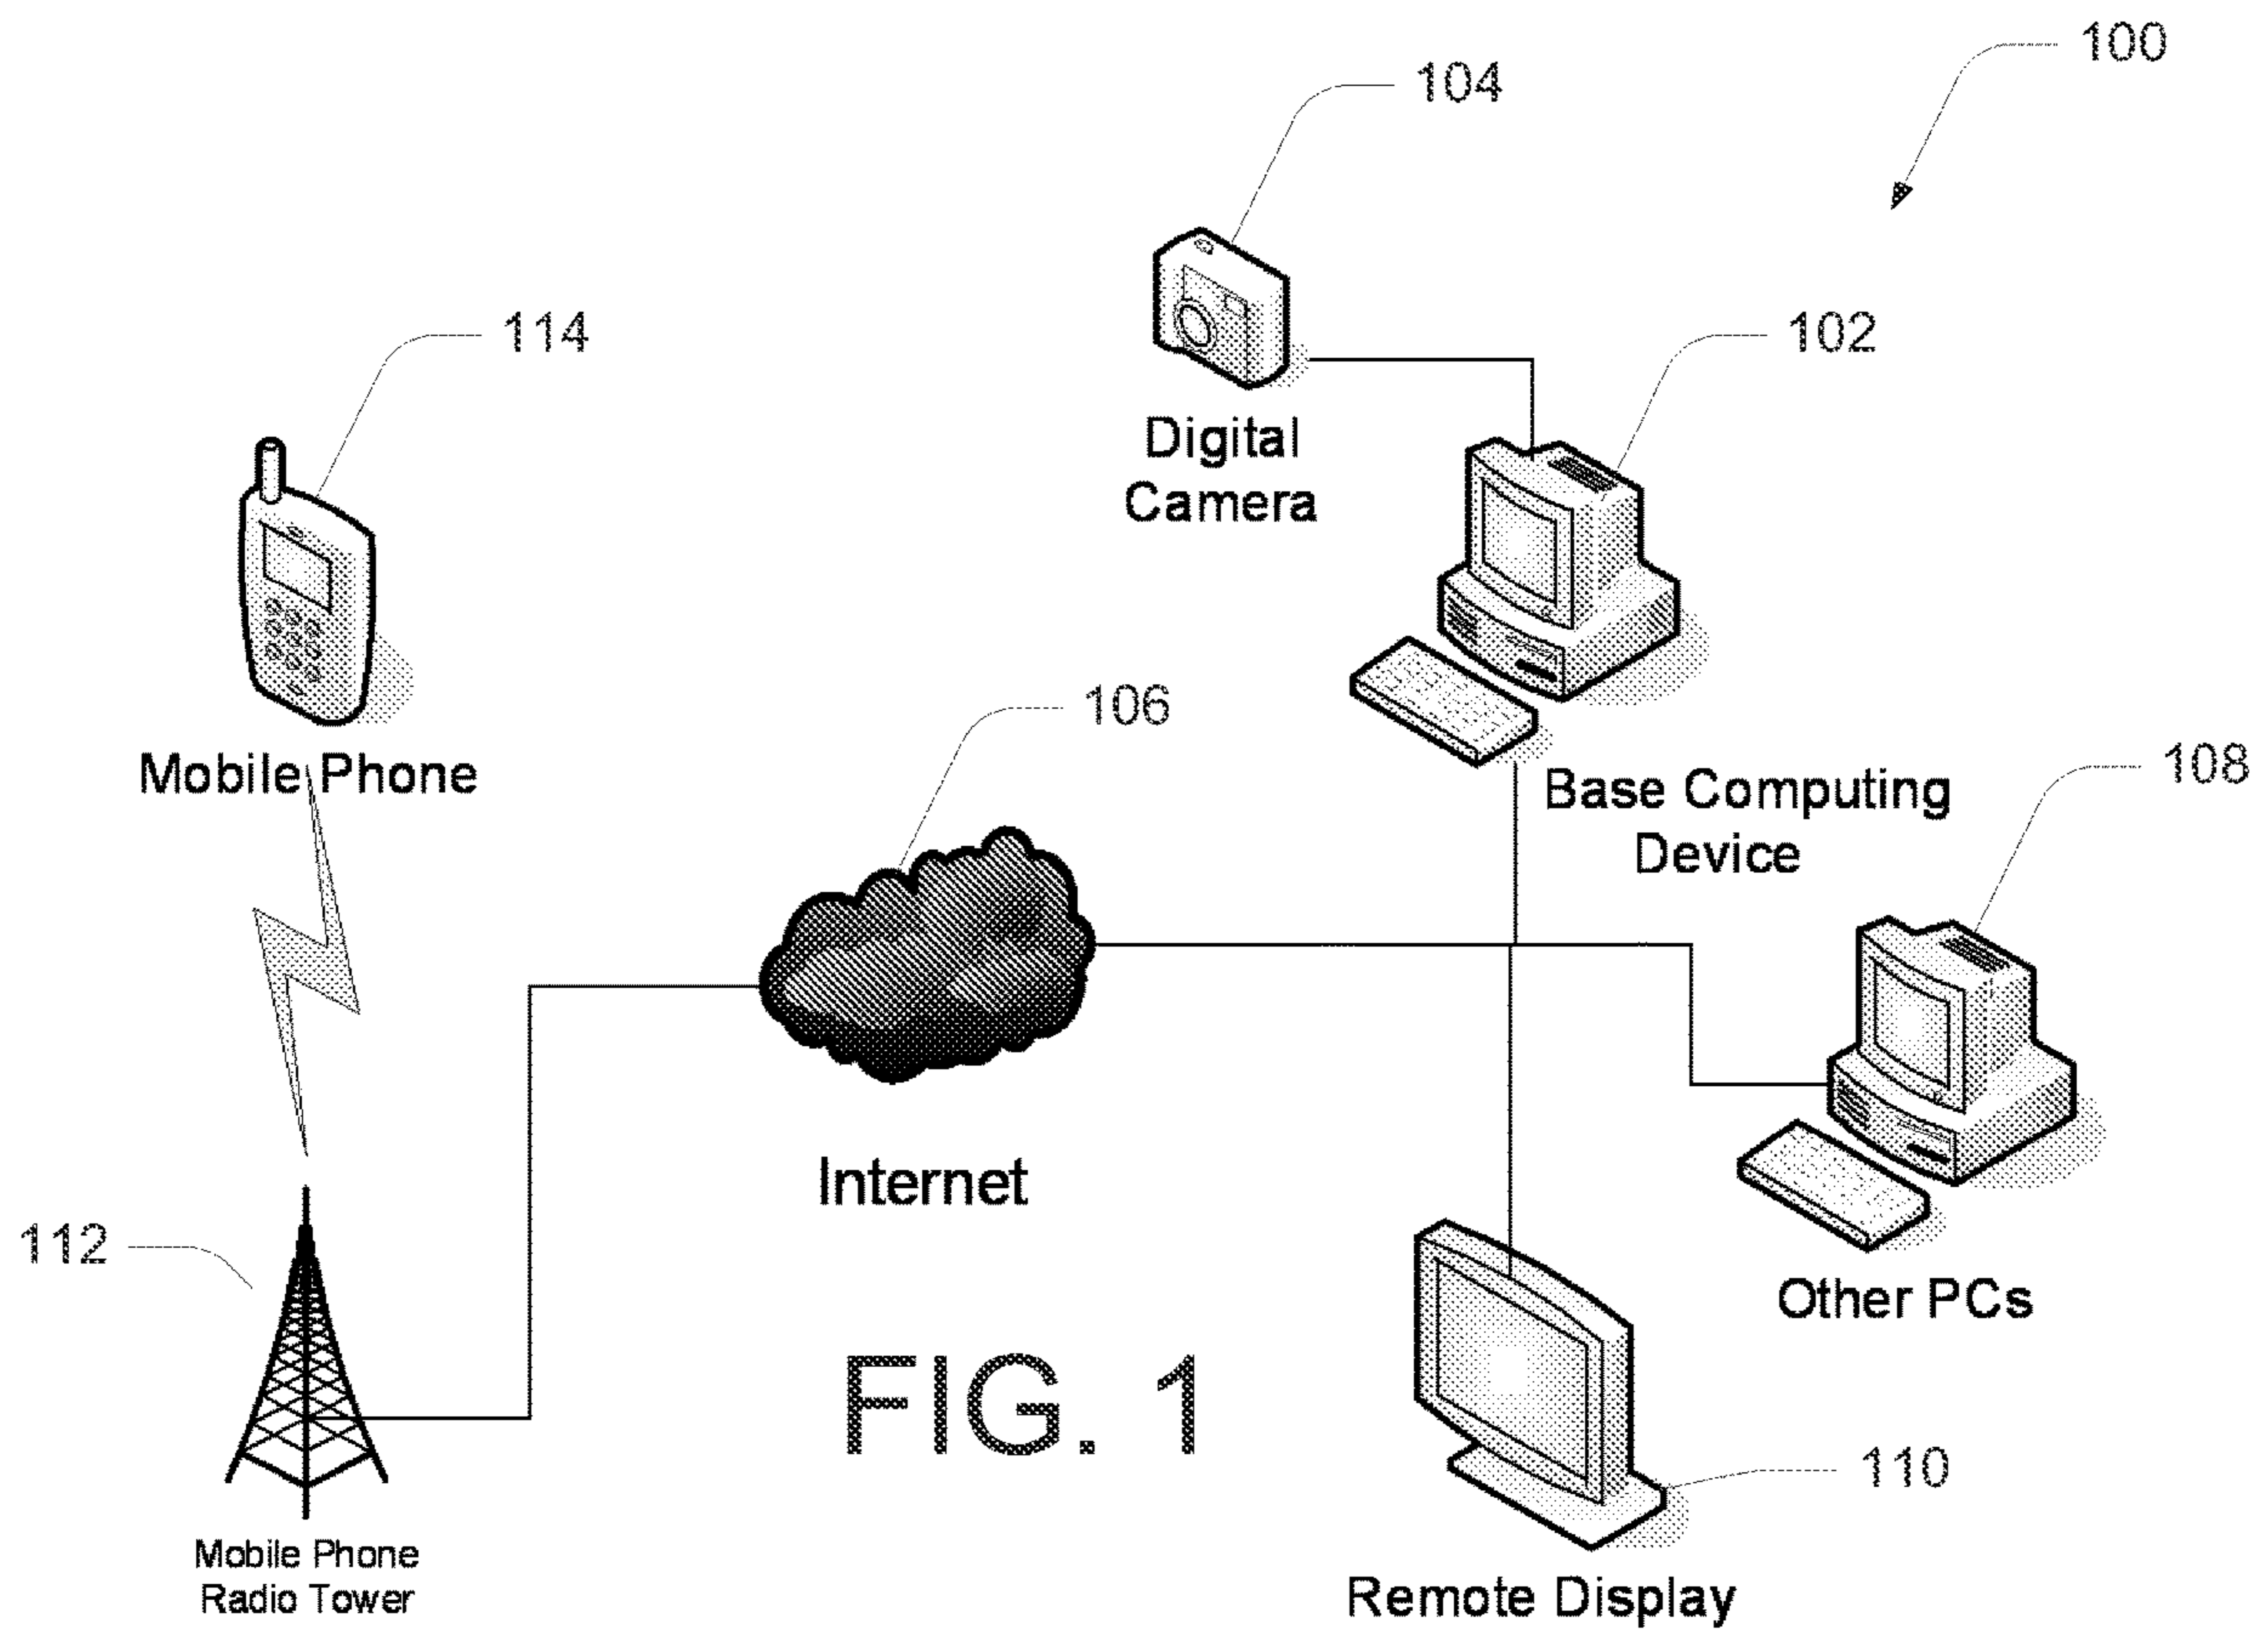 100
104
114
102
Digital
Camera
106
Mobile Phone
Base Computing
Device
108
Internet
112
Other PCs
FIG. 1
110
Mobile Phone
Radio Tower
Remote Display